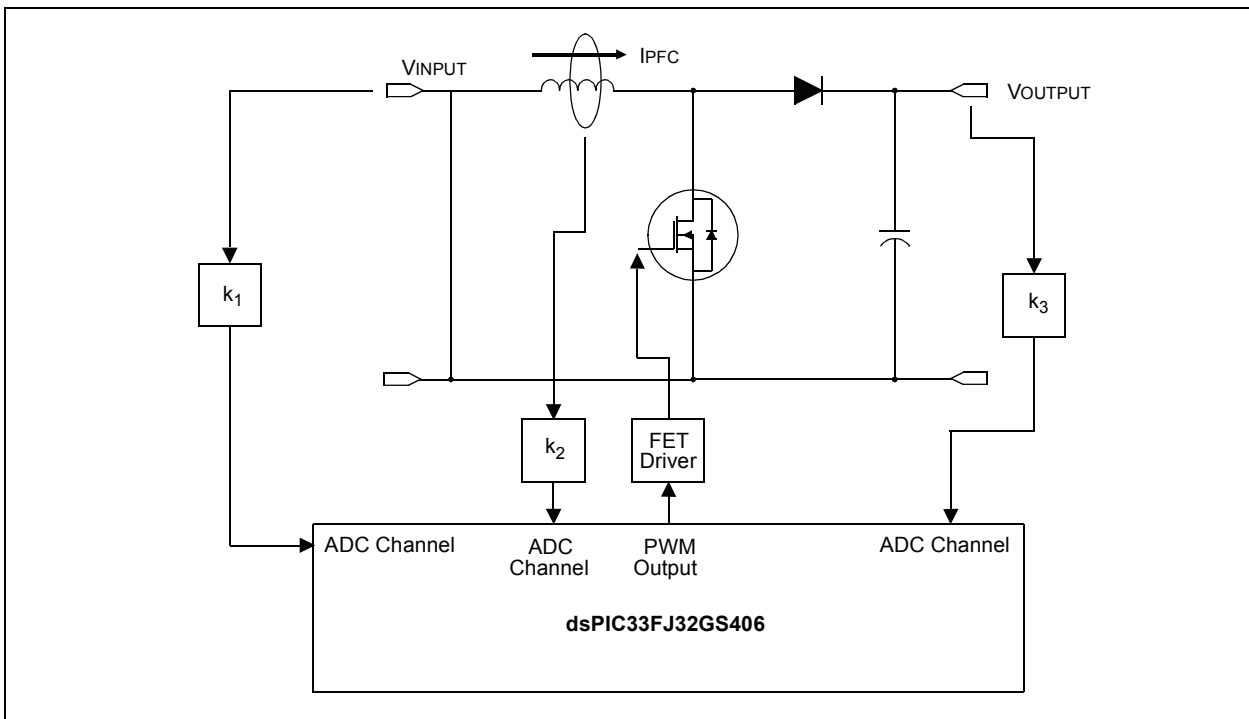 IPFC
VINPUT
VOUTPUT
k1
k3
k2
FET
Driver
ADC Channel
ADC
Channel
PWM
Output
ADC Channel
dsPIC33FJ32GS406